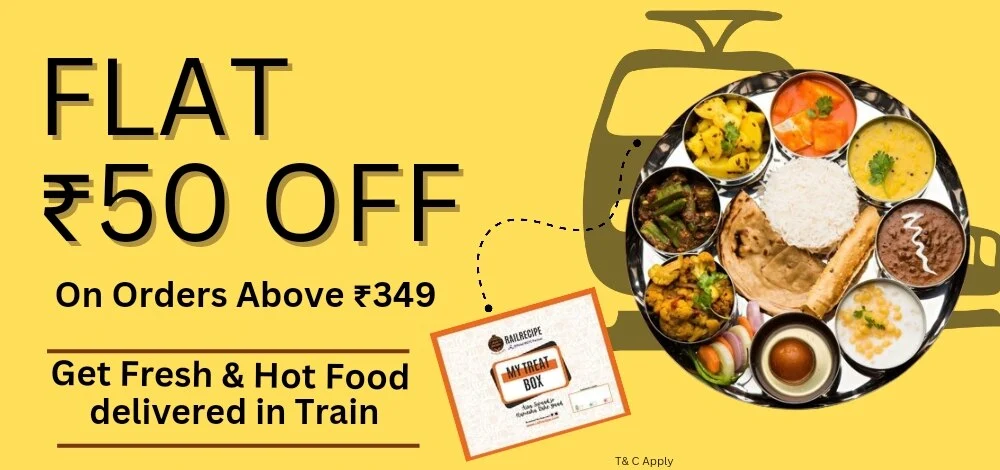 FLAT
₹50 OFF
On Orders Above ₹349
Get Fresh & Hot Food
delivered in Train
RAILRECIPE
MY TREAT
BOX
T& C Apply